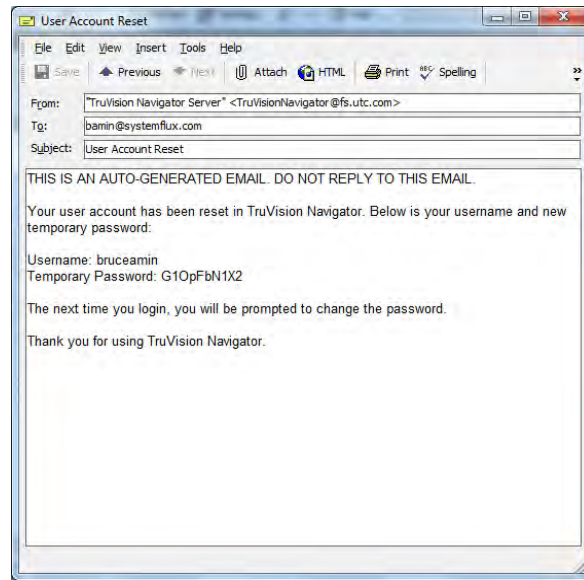 User Account Reset
File Edit View Insert Tools Help
Save Previous Next Attach HTML Print ABC Spelling »
From: "TruVision Navigator Server" <TruVisionNavigator@fs.utc.com>
To: bamin@systemflux.com
Subject: User Account Reset
THIS IS AN AUTO-GENERATED EMAIL. DO NOT REPLY TO THIS EMAIL.
Your user account has been reset in TruVision Navigator. Below is your username and new
temporary password:
Username: bruceamin
Temporary Password: G1OpFbN1X2
The next time you login, you will be prompted to change the password.
Thank you for using TruVision Navigator.